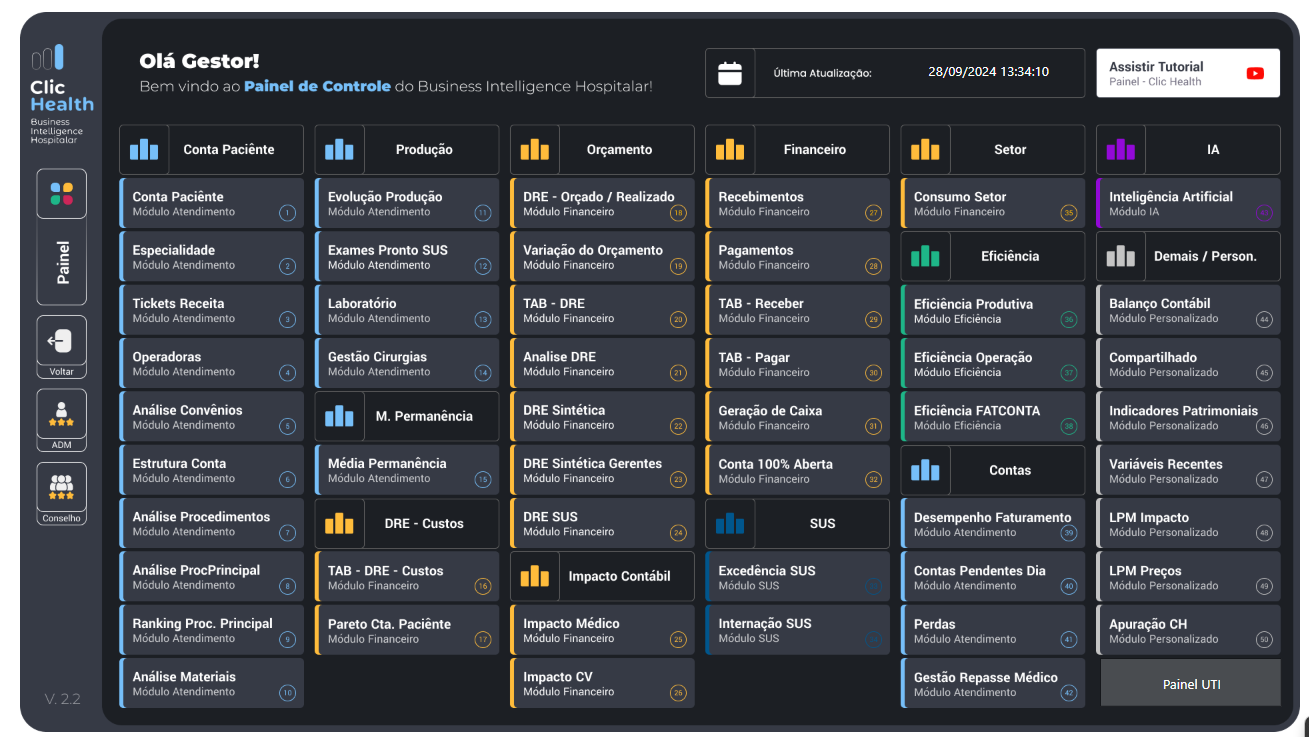 Clic
Health
Business
Intelligence
Hospitalar
Painel
Voltar
ADM
Conselho
V. 2.2
Olá Gestor!
Bem vindo ao Painel de Controle do Business Intelligence Hospitalar!
Última Atualização:
28/09/2024 13:34:10
Assistir Tutorial
Painel - Clic Health
Conta Paciênte
Conta Paciênte
Módulo Atendimento
1
Especialidade
Módulo Atendimento
2
Tickets Receita
Módulo Atendimento
3
Operadoras
Módulo Atendimento
4
Análise Convênios
Módulo Atendimento
5
Estrutura Conta
Módulo Atendimento
6
Análise Procedimentos
Módulo Atendimento
7
Análise ProcPrincipal
Módulo Atendimento
8
Ranking Proc. Principal
Módulo Atendimento
9
Análise Materiais
Módulo Atendimento
10
Produção
Evolução Produção
Módulo Atendimento
11
Exames Pronto SUS
Módulo Atendimento
12
Laboratório
Módulo Atendimento
13
Gestão Cirurgias
Módulo Atendimento
14
M. Permanência
Média Permanência
Módulo Atendimento
15
DRE - Custos
TAB - DRE - Custos
Módulo Financeiro
16
Pareto Cta. Paciênte
Módulo Financeiro
17
Orçamento
DRE - Orçado / Realizado
Módulo Financeiro
18
Variação do Orçamento
Módulo Financeiro
19
TAB - DRE
Módulo Financeiro
20
Analise DRE
Módulo Financeiro
21
DRE Sintética
Módulo Financeiro
22
DRE Sintética Gerentes
Módulo Financeiro
23
DRE SUS
Módulo Financeiro
24
Impacto Contábil
Impacto Médico
Módulo Financeiro
25
Impacto CV
Módulo Financeiro
26
Financeiro
Recebimentos
Módulo Financeiro
27
Pagamentos
Módulo Financeiro
28
TAB - Receber
Módulo Financeiro
29
TAB - Pagar
Módulo Financeiro
30
Geração de Caixa
Módulo Financeiro
31
Conta 100% Aberta
Módulo Financeiro
32
SUS
Excedência SUS
Módulo SUS
Internação SUS
Módulo SUS
Setor
Consumo Setor
Módulo Financeiro
35
Eficiência
Eficiência Produtiva
Módulo Eficiência
36
Eficiência Operação
Módulo Eficiência
37
Eficiência FATCONTA
Módulo Eficiência
38
Contas
Desempenho Faturamento
Módulo Atendimento
39
Contas Pendentes Dia
Módulo Atendimento
40
Perdas
Módulo Atendimento
41
Gestão Repasse Médico
Módulo Atendimento
42
IA
Inteligência Artificial
Módulo IA
Demais / Person.
Balanço Contábil
Módulo Personalizado
44
Compartilhado
Módulo Personalizado
45
Indicadores Patrimoniais
Módulo Personalizado
46
Variáveis Recentes
Módulo Personalizado
47
LPM Impacto
Módulo Personalizado
48
LPM Preços
Módulo Personalizado
49
Apuração CH
Módulo Personalizado
50
Painel UTI